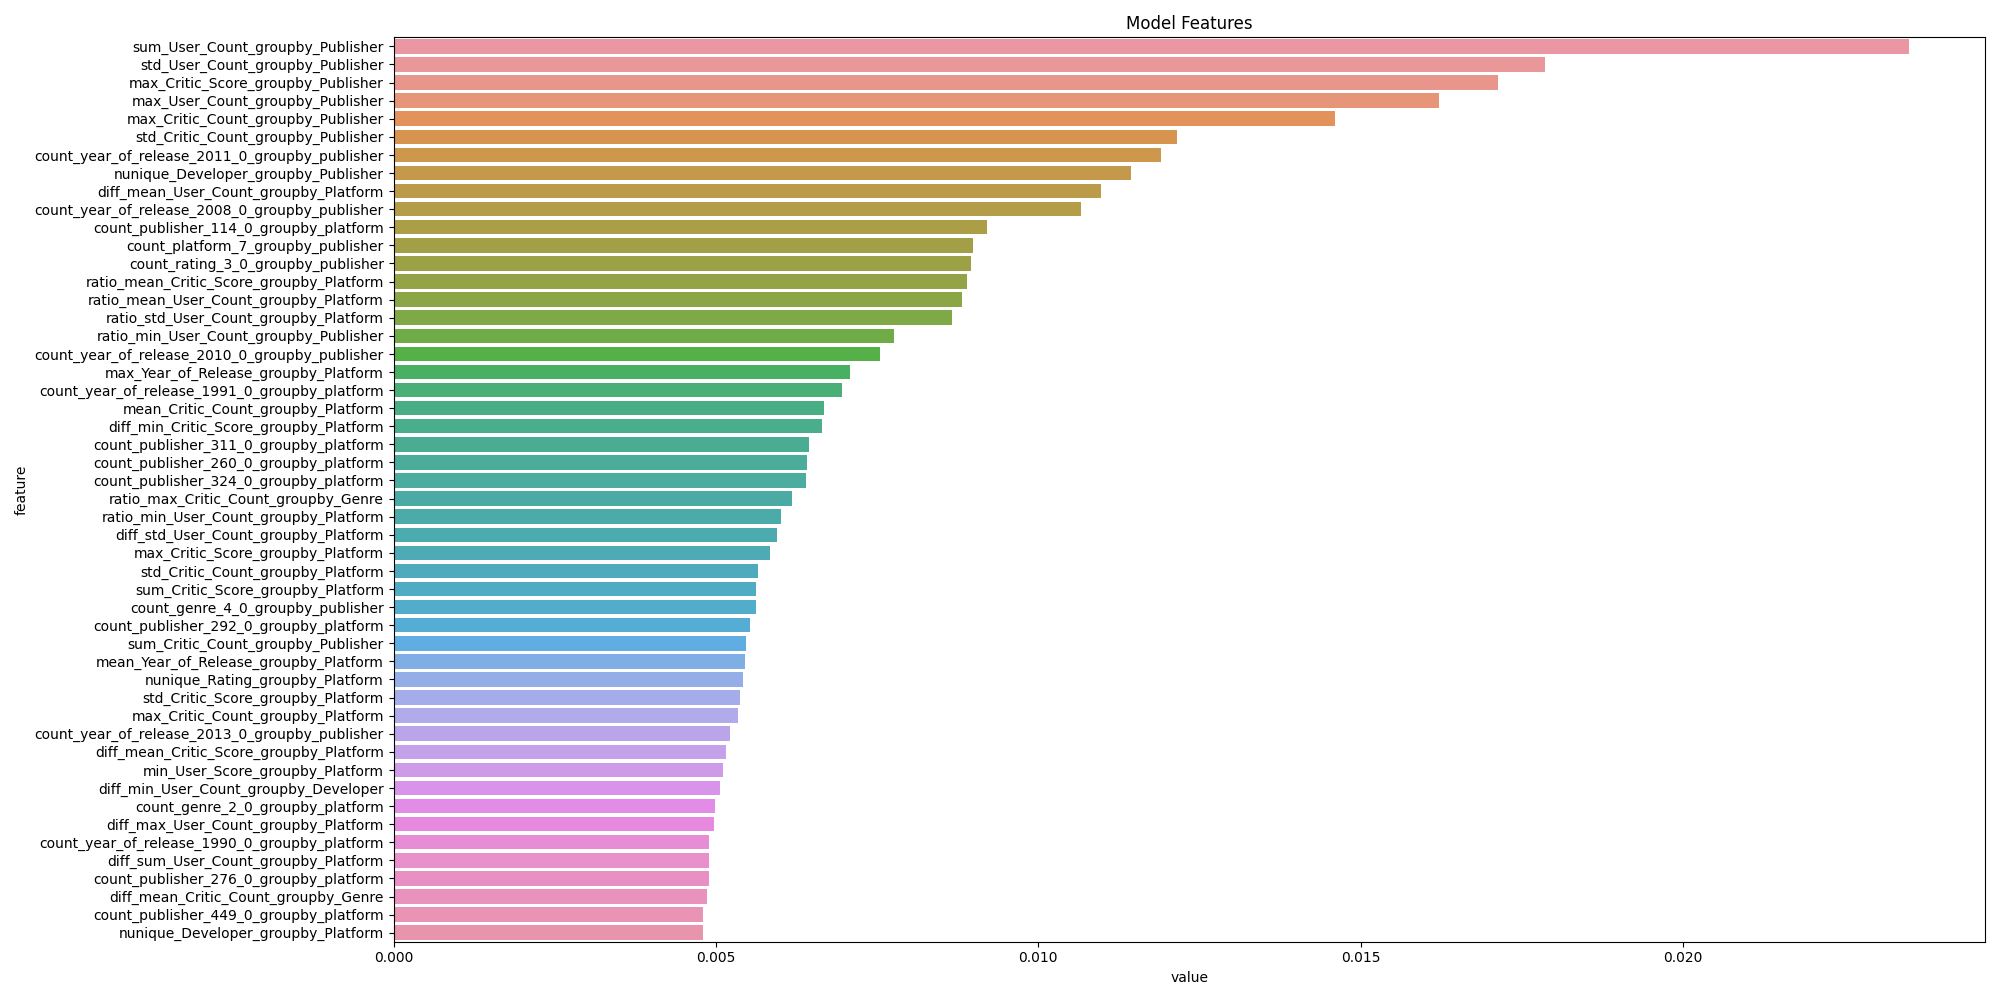 Model Features
sum_User_Count_groupby_Publisher
std_User_Count_groupby_Publisher
max_Critic_Score_groupby_Publisher
max_User_Count_groupby_Publisher
max_Critic_Count_groupby_Publisher
std_Critic_Count_groupby_Publisher
count_year_of_release_2011_0_groupby_publisher
nunique_Developer_groupby_Publisher
diff_mean_User_Count_groupby_Platform
count_year_of_release_2008_0_groupby_publisher
count_publisher_114_0_groupby_platform
count_platform_7_groupby_publisher
count_rating_3_0_groupby_publisher
ratio_mean_Critic_Score_groupby_Platform
ratio_mean_User_Count_groupby_Platform
ratio_std_User_Count_groupby_Platform
ratio_min_User_Count_groupby_Publisher
count_year_of_release_2010_0_groupby_publisher
max_Year_of_Release_groupby_Platform
count_year_of_release_1991_0_groupby_platform
mean_Critic_Count_groupby_Platform
diff_min_Critic_Score_groupby_Platform
count_publisher_311_0_groupby_platform
count_publisher_260_0_groupby_platform
count_publisher_324_0_groupby_platform
ratio_max_Critic_Count_groupby_Genre
ratio_min_User_Count_groupby_Platform
diff_std_User_Count_groupby_Platform
max_Critic_Score_groupby_Platform
std_Critic_Count_groupby_Platform
sum_Critic_Score_groupby_Platform
count_genre_4_0_groupby_publisher
count_publisher_292_0_groupby_platform
sum_Critic_Count_groupby_Publisher
mean_Year_of_Release_groupby_Platform
nunique_Rating_groupby_Platform
std_Critic_Score_groupby_Platform
max_Critic_Count_groupby_Platform
count_year_of_release_2013_0_groupby_publisher
diff_mean_Critic_Score_groupby_Platform
min_User_Score_groupby_Platform
diff_min_User_Count_groupby_Developer
count_genre_2_0_groupby_platform
diff_max_User_Count_groupby_Platform
count_year_of_release_1990_0_groupby_platform
diff_sum_User_Count_groupby_Platform
count_publisher_276_0_groupby_platform
diff_mean_Critic_Count_groupby_Genre
count_publisher_449_0_groupby_platform
nunique_Developer_groupby_Platform
feature
0.000 0.005 0.010 0.015 0.020
value